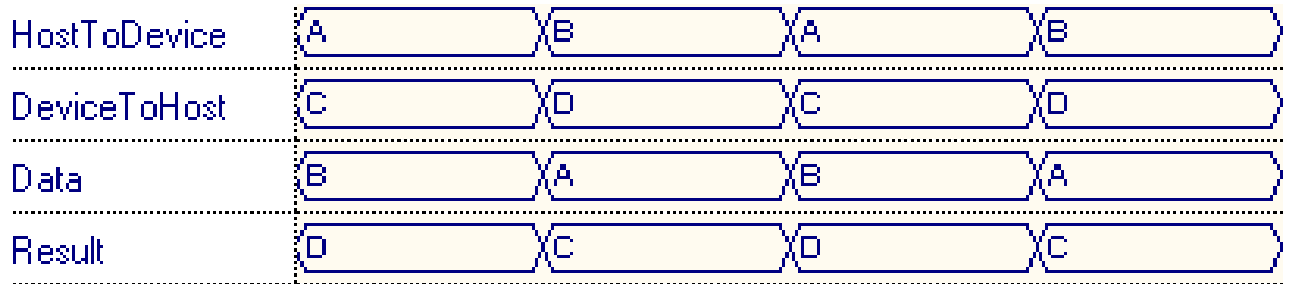 HostToDevice A B A B
DeviceToHost C D C D
Data B A B A
Result D C D C